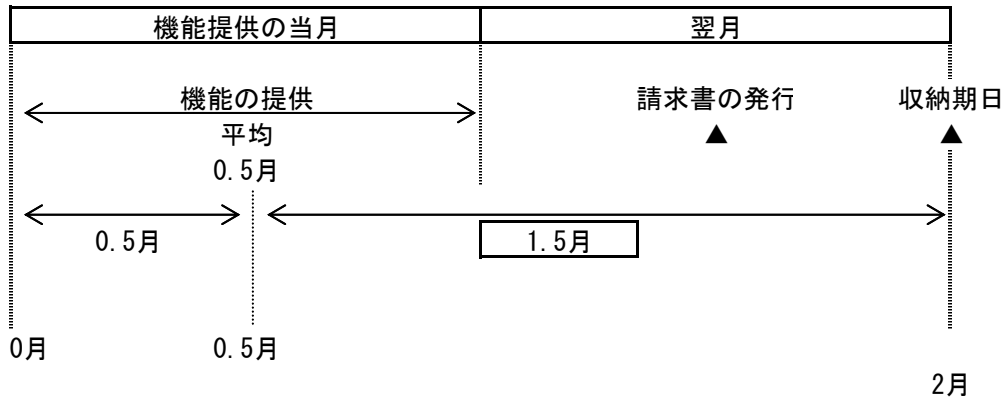 機能提供の当月 翌月
機能の提供 請求書の発行 収納期日
平均 ▲ ▲
0.5月
0.5月 1.5月
0月 0.5月
2月